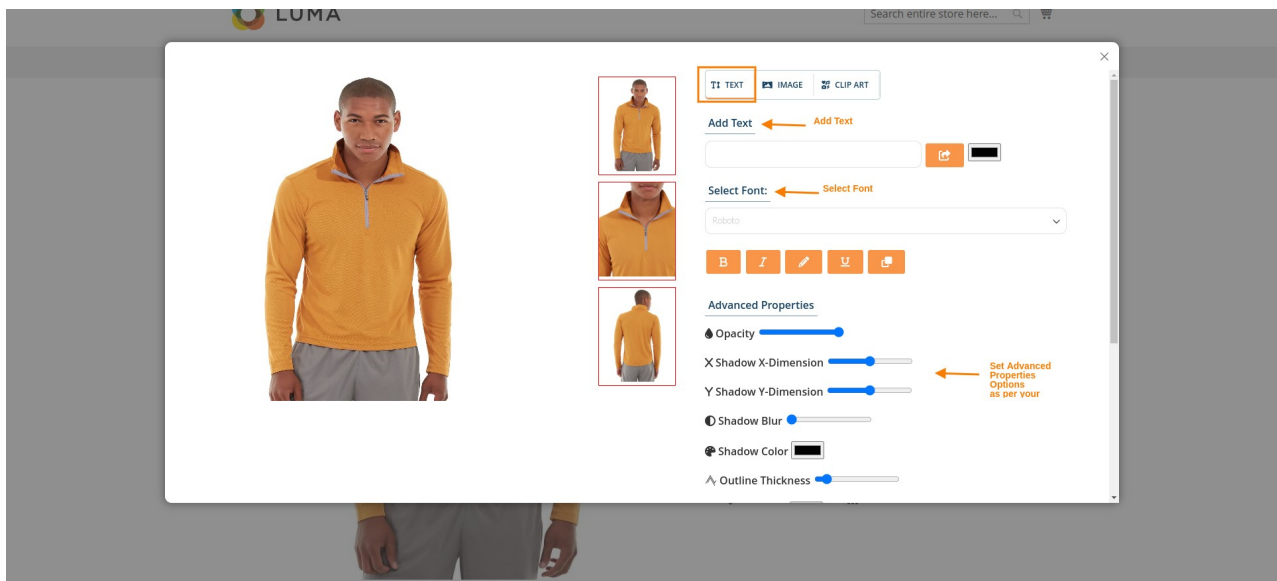 LUMA
Search entire store here...
TEXT
IMAGE
CLIP ART
Add Text
Add Text
Select Font:
Select Font
Roboto
B
I
U
Advanced Properties
Opacity
X Shadow X-Dimension
Y Shadow Y-Dimension
Set Advanced
Properties
Options
as per your
Shadow Blur
Shadow Color
Outline Thickness